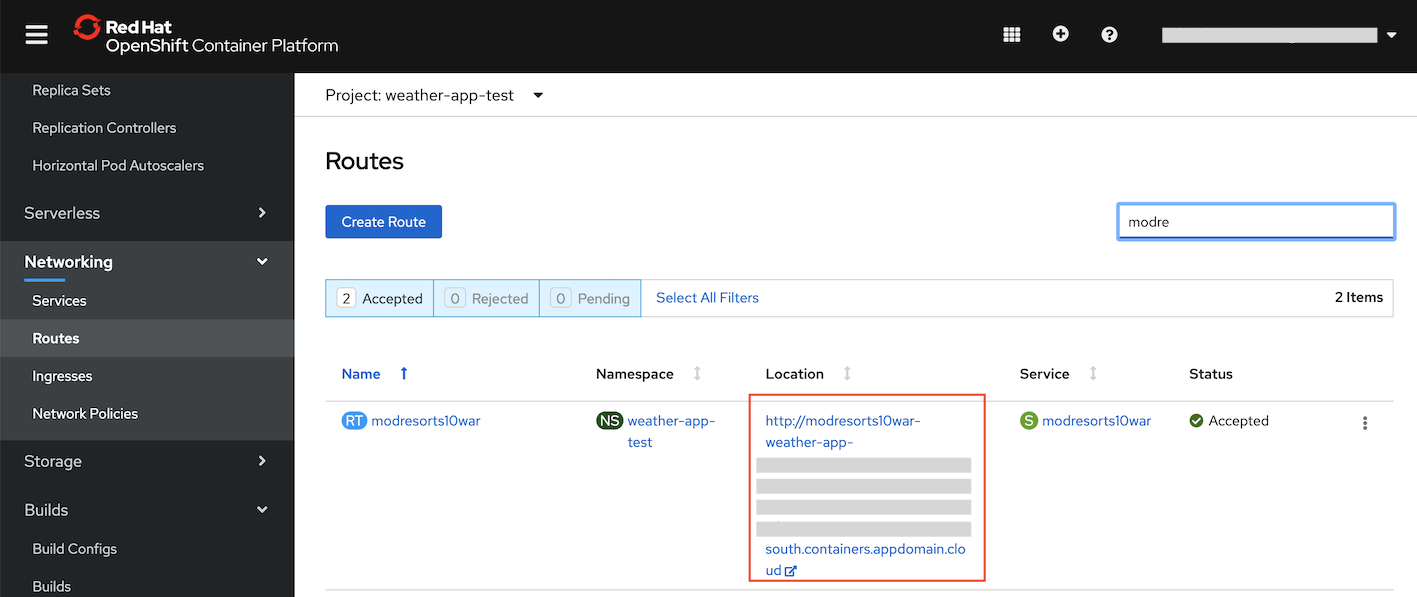 Red Hat
OpenShift Container Platform
Replica Sets
Replication Controllers
Horizontal Pod Autoscalers
Serverless
Networking
Services
Routes
Ingresses
Network Policies
Storage
Builds
Build Configs
Builds
Project: weather-app-test
Routes
Create Route
modre
2 Accepted
0 Rejected
0 Pending
Select All Filters
2 Items
Name
Namespace
Location
Service
Status
RT modresorts10war
NS weather-app-
test
http://modresorts10war-
weather-app-
south.containers.appdomain.clo
ud
S modresorts10war
Accepted